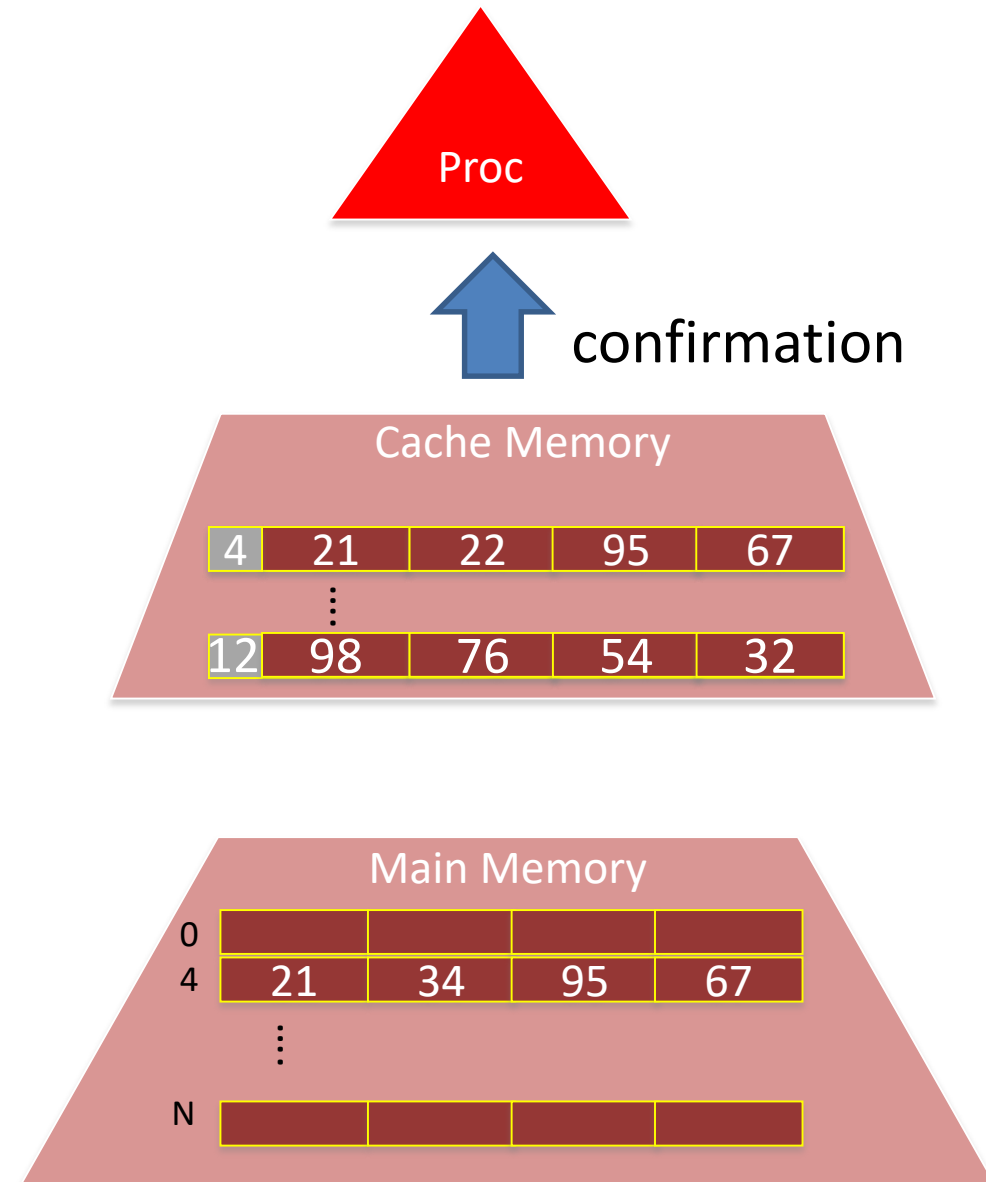 Proc
confirmation
Cache Memory
4 21 22 95 67
12 98 76 54 32
Main Memory
0
4 21 34 95 67
N